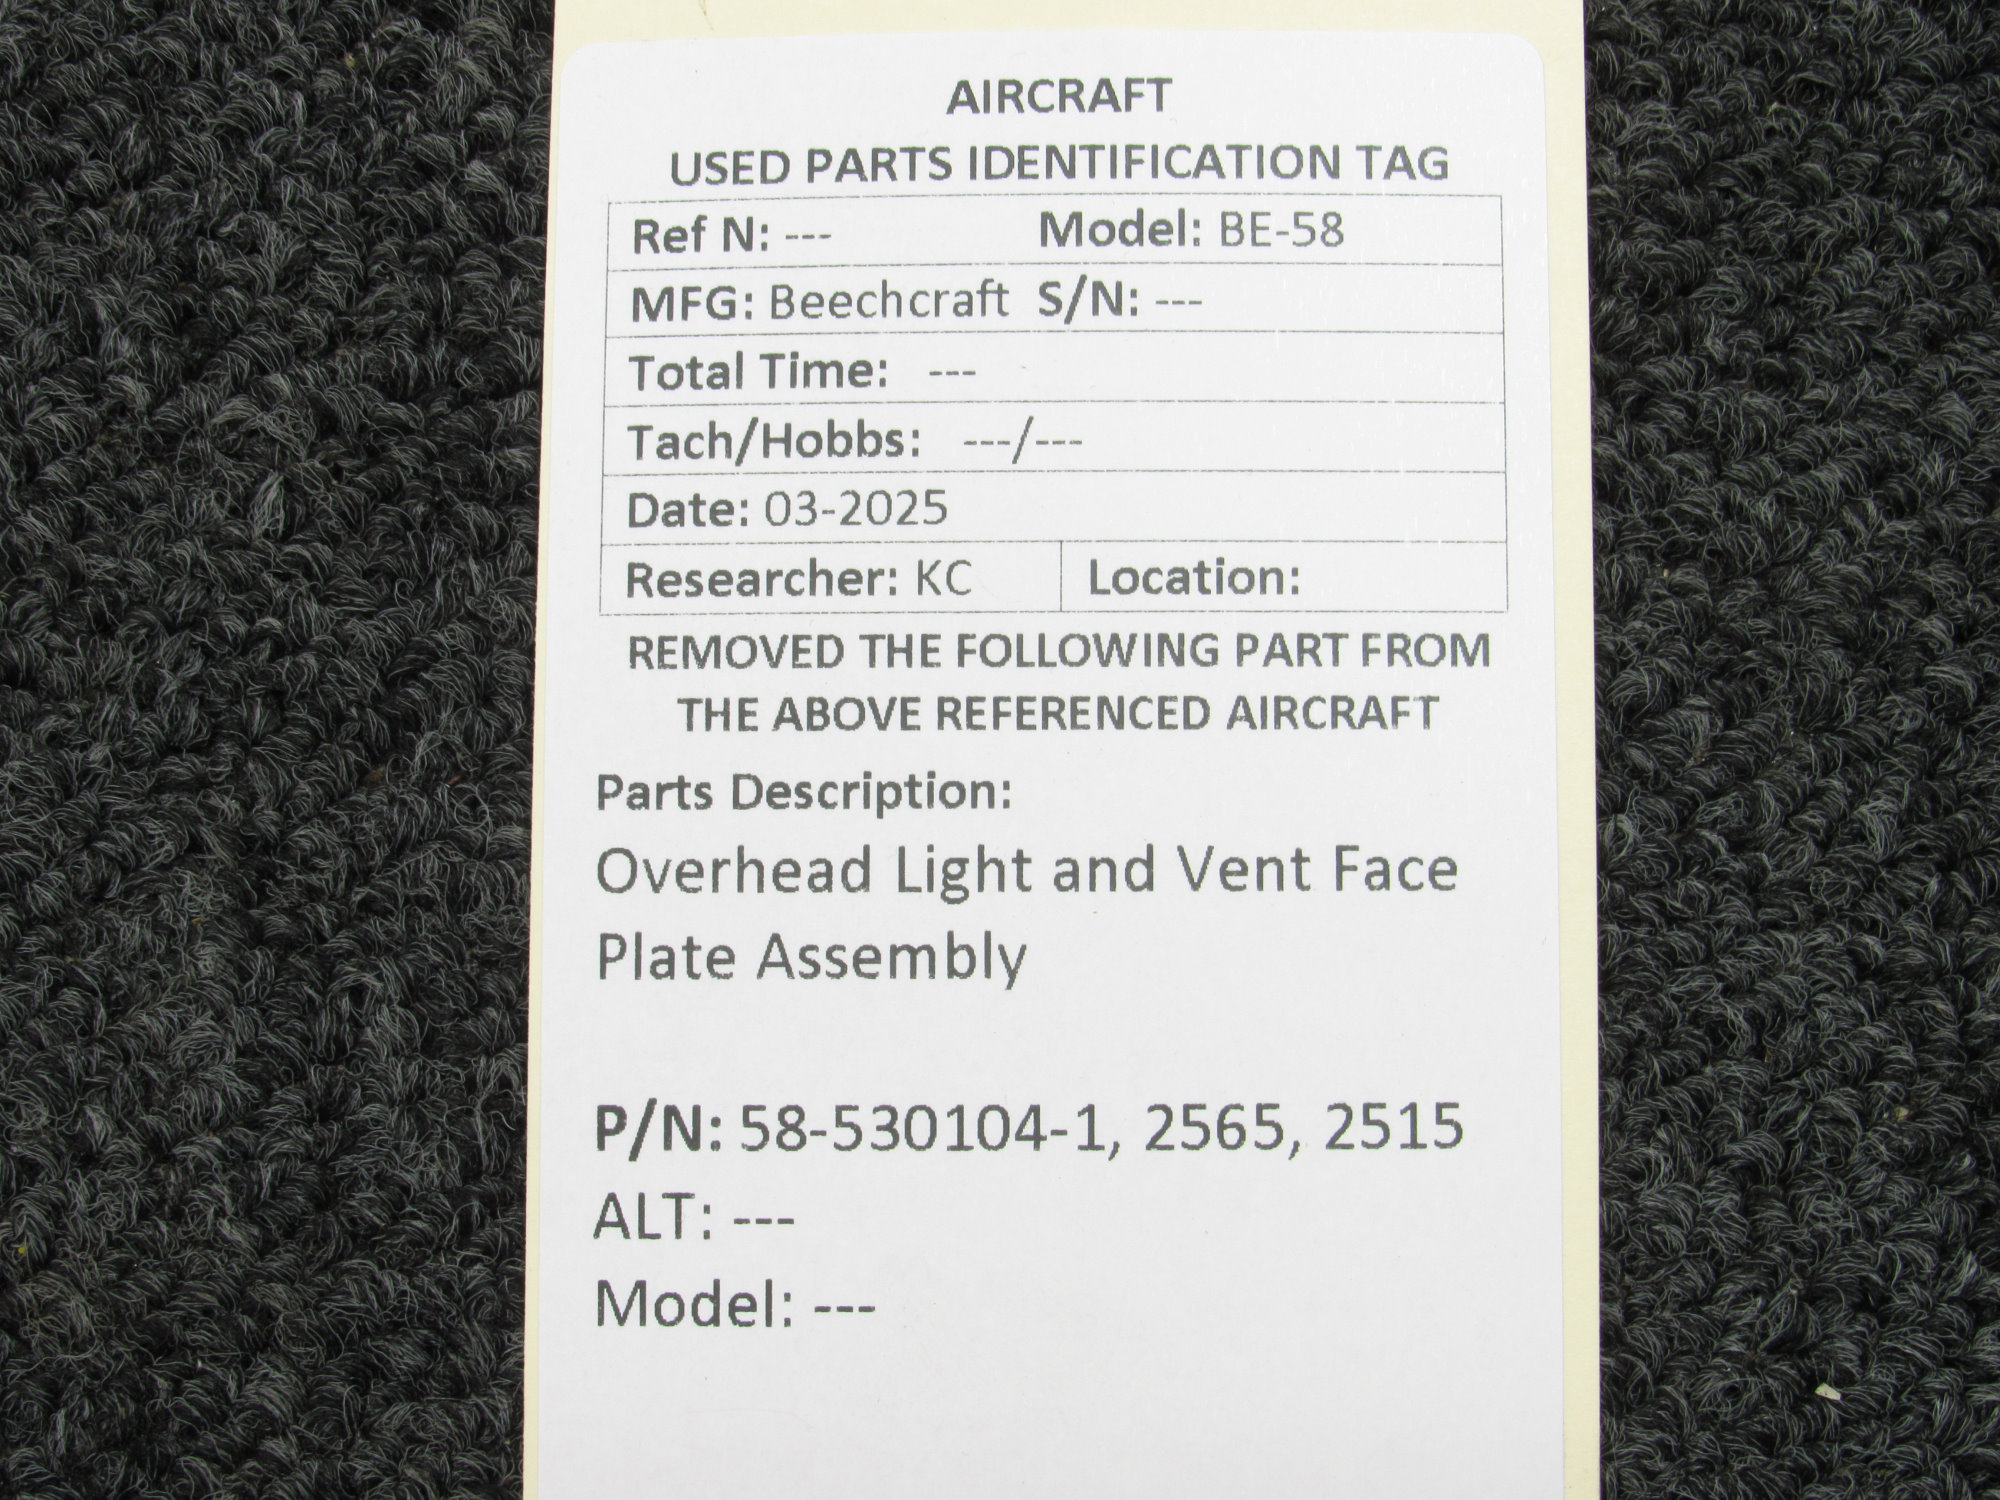 AIRCRAFT
USED PARTS IDENTIFICATION TAG
Ref N: --- Model: BE-58
MFG: Beechcraft S/N: ---
Total Time: ---
Tach/Hobbs: ---/---
Date: 03-2025
Researcher: KC Location:
REMOVED THE FOLLOWING PART FROM
THE ABOVE REFERENCED AIRCRAFT
Parts Description:
Overhead Light and Vent Face
Plate Assembly
P/N: 58-530104-1, 2565, 2515
ALT: ---
Model: ---